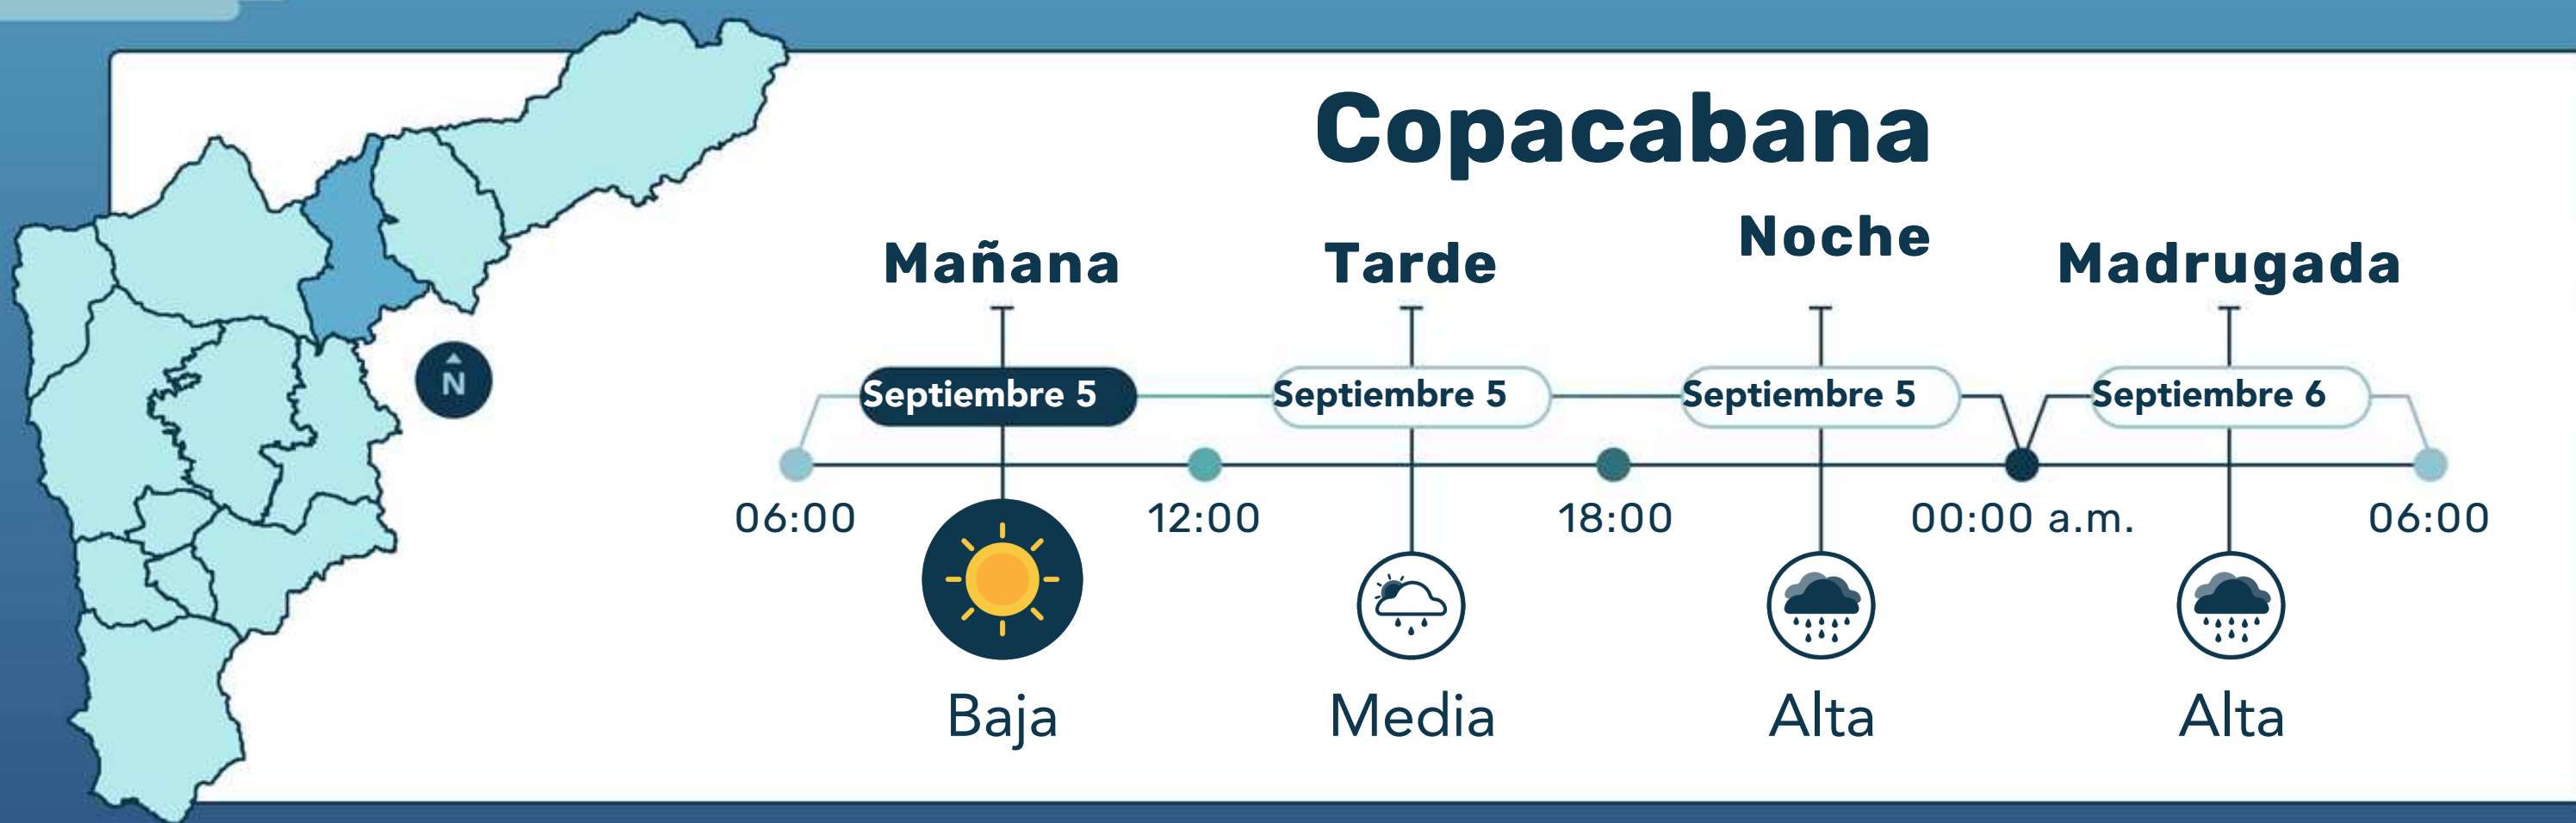 Copacabana
Mañana
Tarde
Noche
Madrugada
Septiembre 5
Septiembre 5
Septiembre 5
Septiembre 6
N
06:00
12:00
18:00
00:00 a.m.
06:00
Baja
Media
Alta
Alta